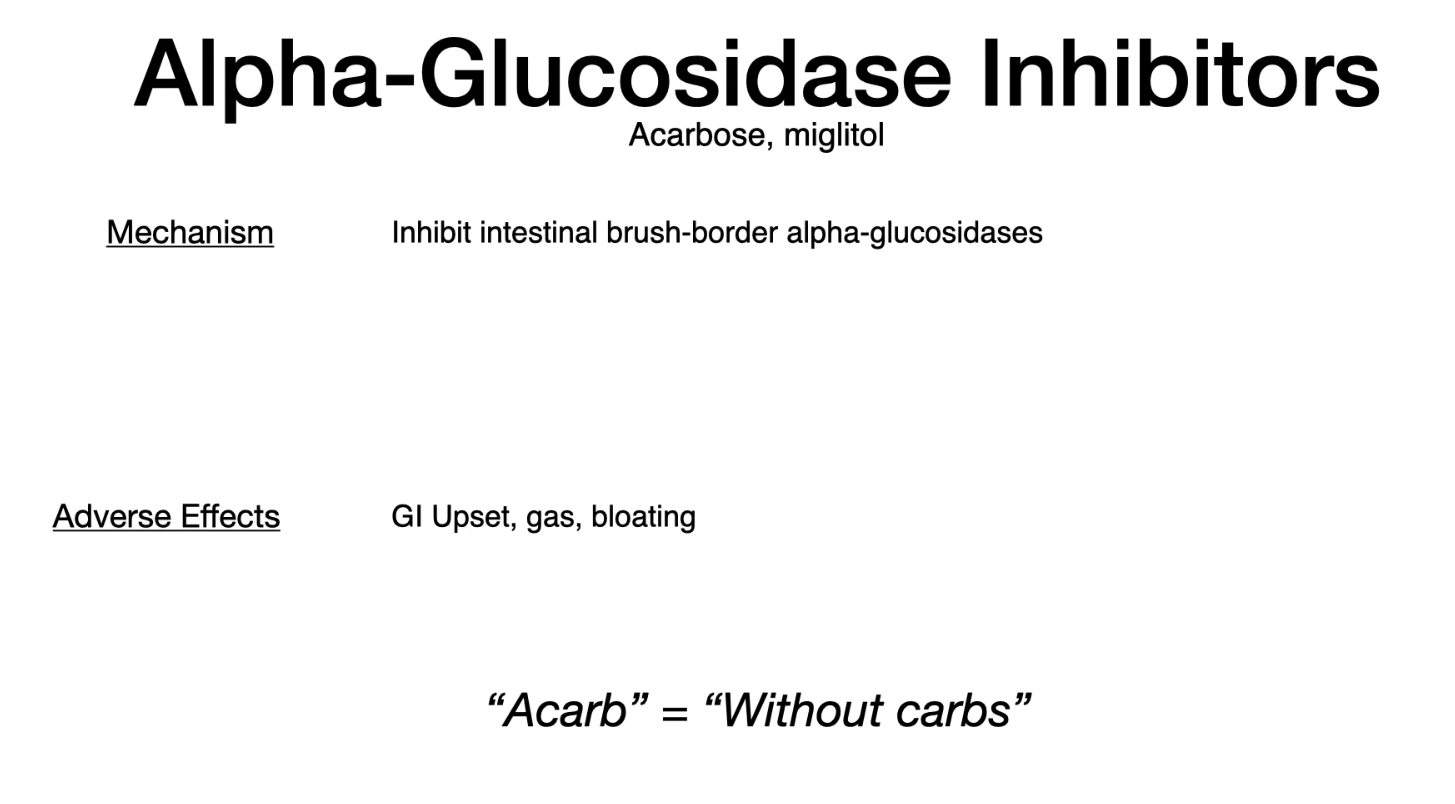 Alpha-Glucosidase Inhibitors
Acarbose, miglitol
Mechanism Inhibit intestinal brush-border alpha-glucosidases
Adverse Effects GI Upset, gas, bloating
“Acarb” = “Without carbs”